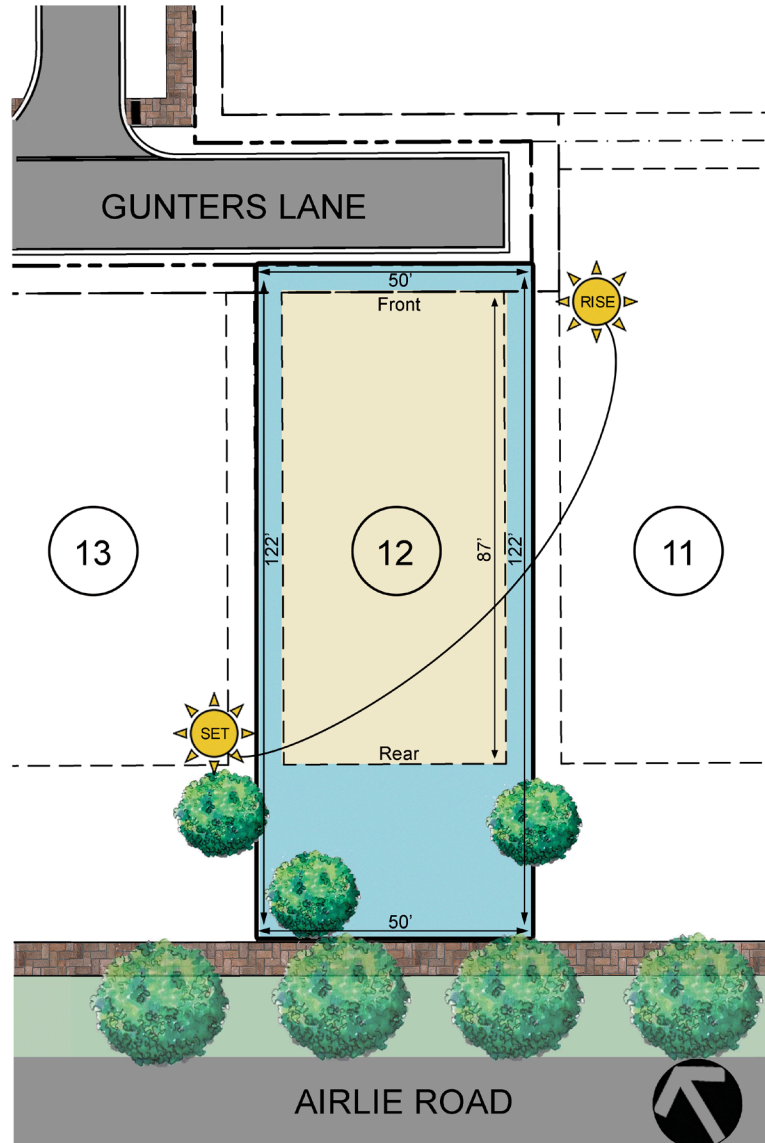 GUNTERS LANE
50’
Front
RISE
13
122’
12
87’
122’
11
SET
Rear
50’
AIRLIE ROAD